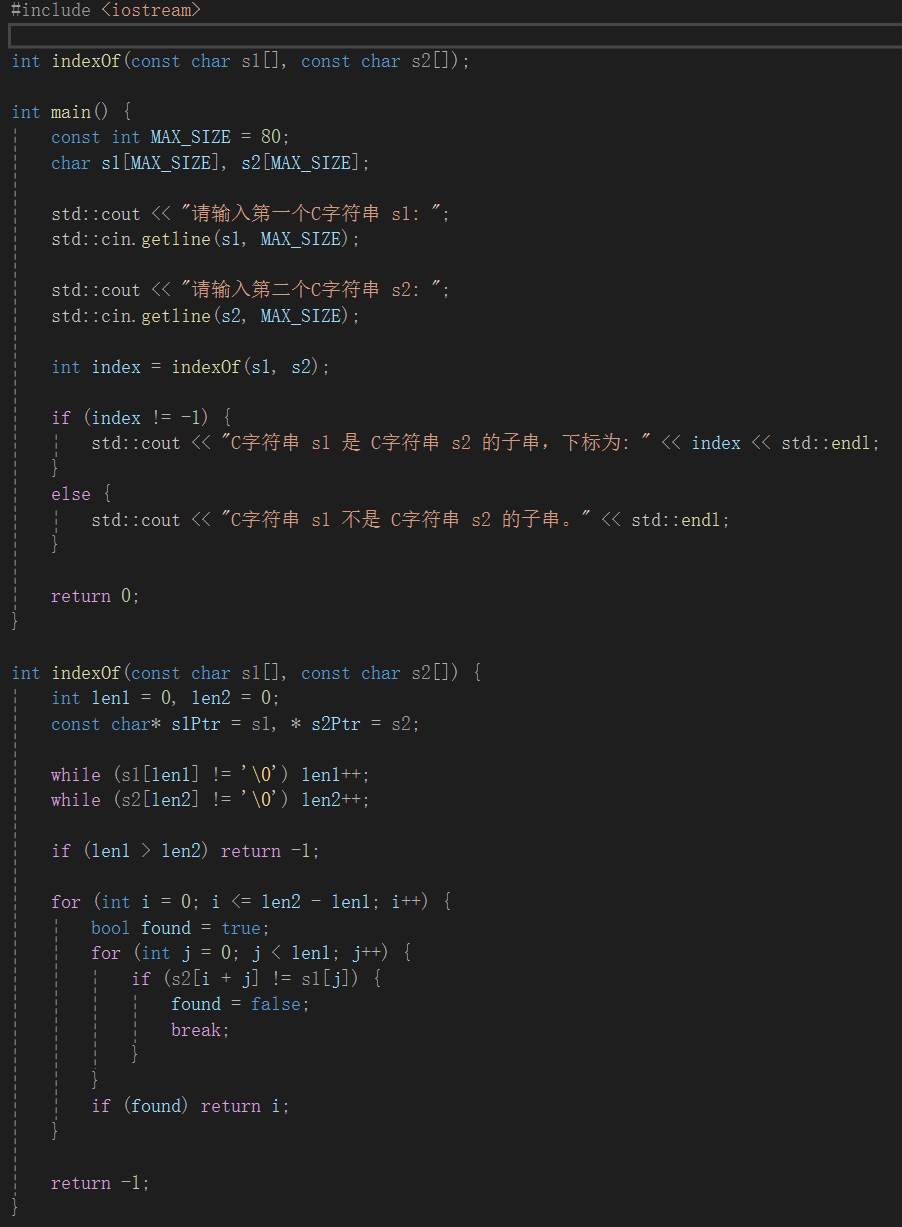 #include <iostream>
int indexOf(const char s1[], const char s2[]);
int main() {
const int MAX_SIZE = 80;
char s1[MAX_SIZE], s2[MAX_SIZE];
std::cout << "请输入第一个C字符串 s1: ";
std::cin.getline(s1, MAX_SIZE);
std::cout << "请输入第二个C字符串 s2: ";
std::cin.getline(s2, MAX_SIZE);
int index = indexOf(s1, s2);
if (index != -1) {
std::cout << "C字符串 s1 是 C字符串 s2 的子串，下标为: " << index << std::endl;
}
else {
std::cout << "C字符串 s1 不是 C字符串 s2 的子串。" << std::endl;
}
return 0;
}
int indexOf(const char s1[], const char s2[]) {
int len1 = 0, len2 = 0;
const char* s1Ptr = s1, * s2Ptr = s2;
while (s1[len1] != '\0') len1++;
while (s2[len2] != '\0') len2++;
if (len1 > len2) return -1;
for (int i = 0; i <= len2 - len1; i++) {
bool found = true;
for (int j = 0; j < len1; j++) {
if (s2[i + j] != s1[j]) {
found = false;
break;
}
}
if (found) return i;
}
return -1;
}